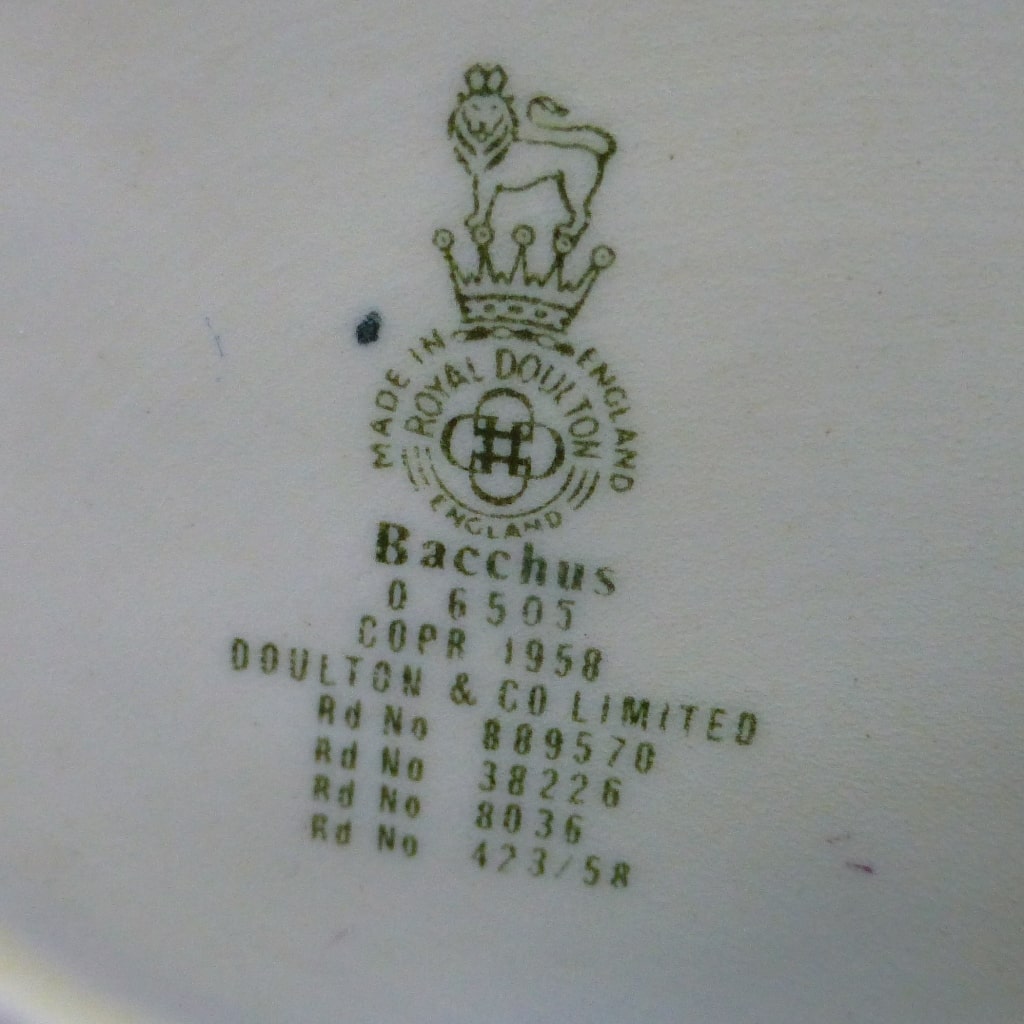 MADE IN ENGLAND
ROYAL DOULTON
ENGLAND
Bacchus
D 6505
COPR 1958
DOULTON & CO LIMITED
Rd No 889570
Rd No 38226
Rd No 8036
Rd No 423/58